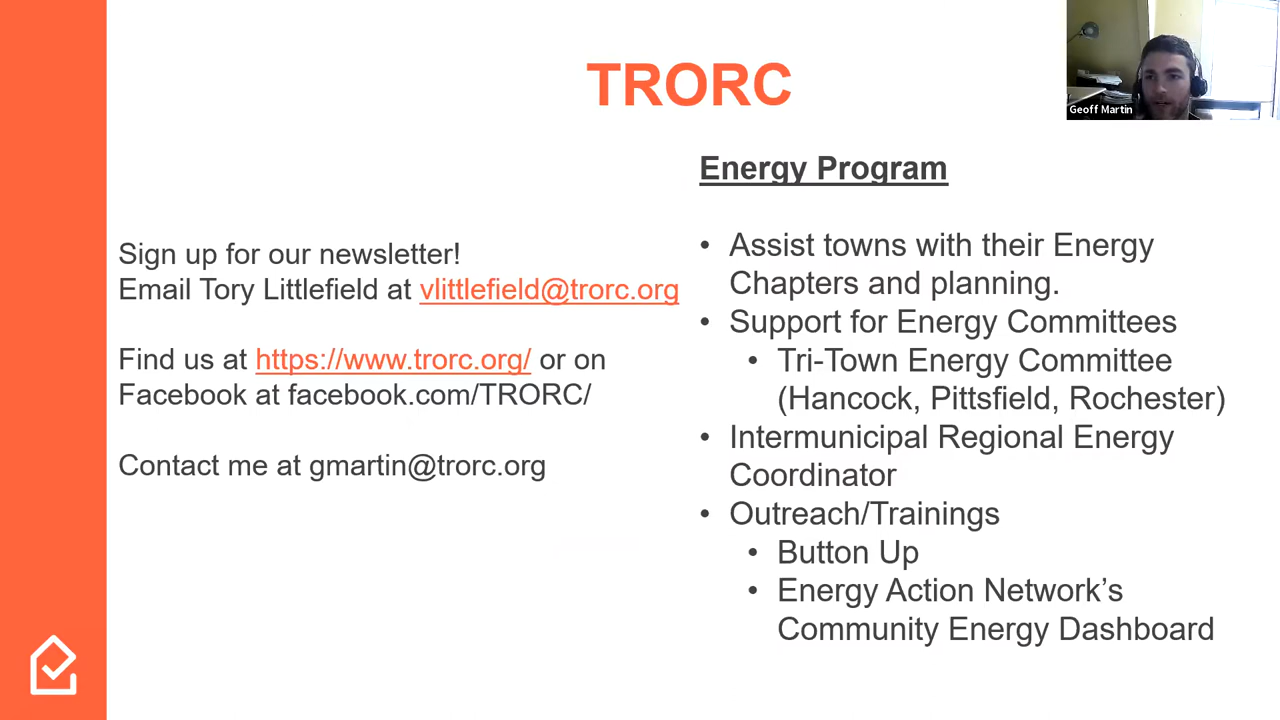 TRORC
Geoff Martin
Sign up for our newsletter!
Email Tory Littlefield at vlittlefield@trorc.org
Find us at https://www.trorc.org/ or on
Facebook at facebook.com/TRORC/
Contact me at gmartin@trorc.org
Energy Program
• Assist towns with their Energy
Chapters and planning.
• Support for Energy Committees
• Tri-Town Energy Committee
(Hancock, Pittsfield, Rochester)
• Intermunicipal Regional Energy
Coordinator
• Outreach/Trainings
• Button Up
• Energy Action Network’s
Community Energy Dashboard